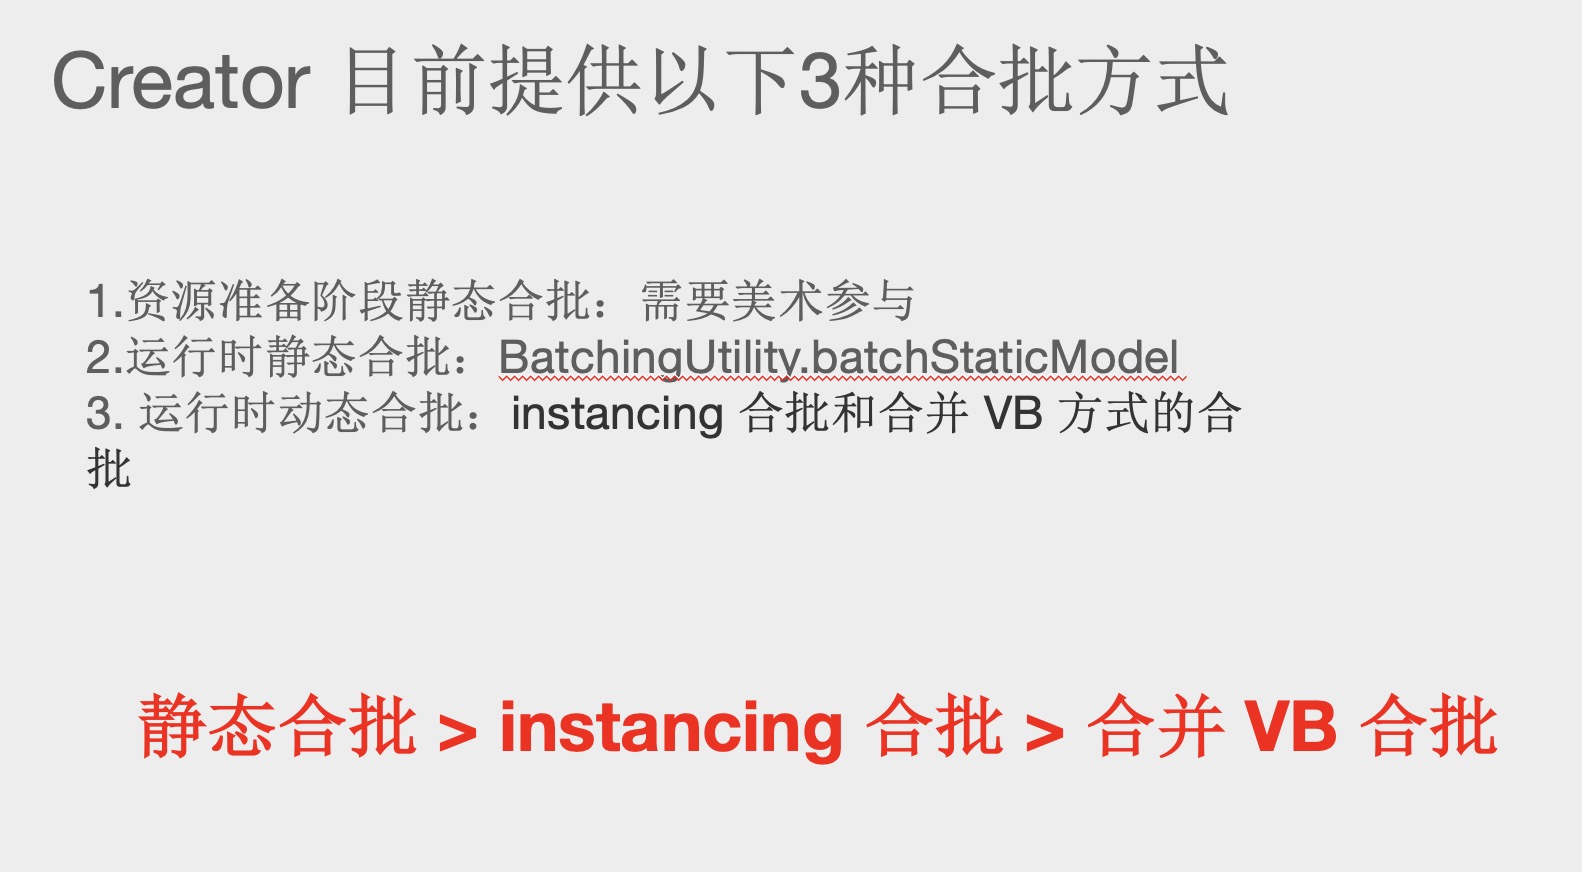 Creator 目前提供以下3种合批方式
1.资源准备阶段静态合批：需要美术参与
2.运行时静态合批：BatchingUtility.batchStaticModel
3. 运行时动态合批：instancing 合批和合并 VB 方式的合
批
静态合批 > instancing 合批 > 合并 VB 合批